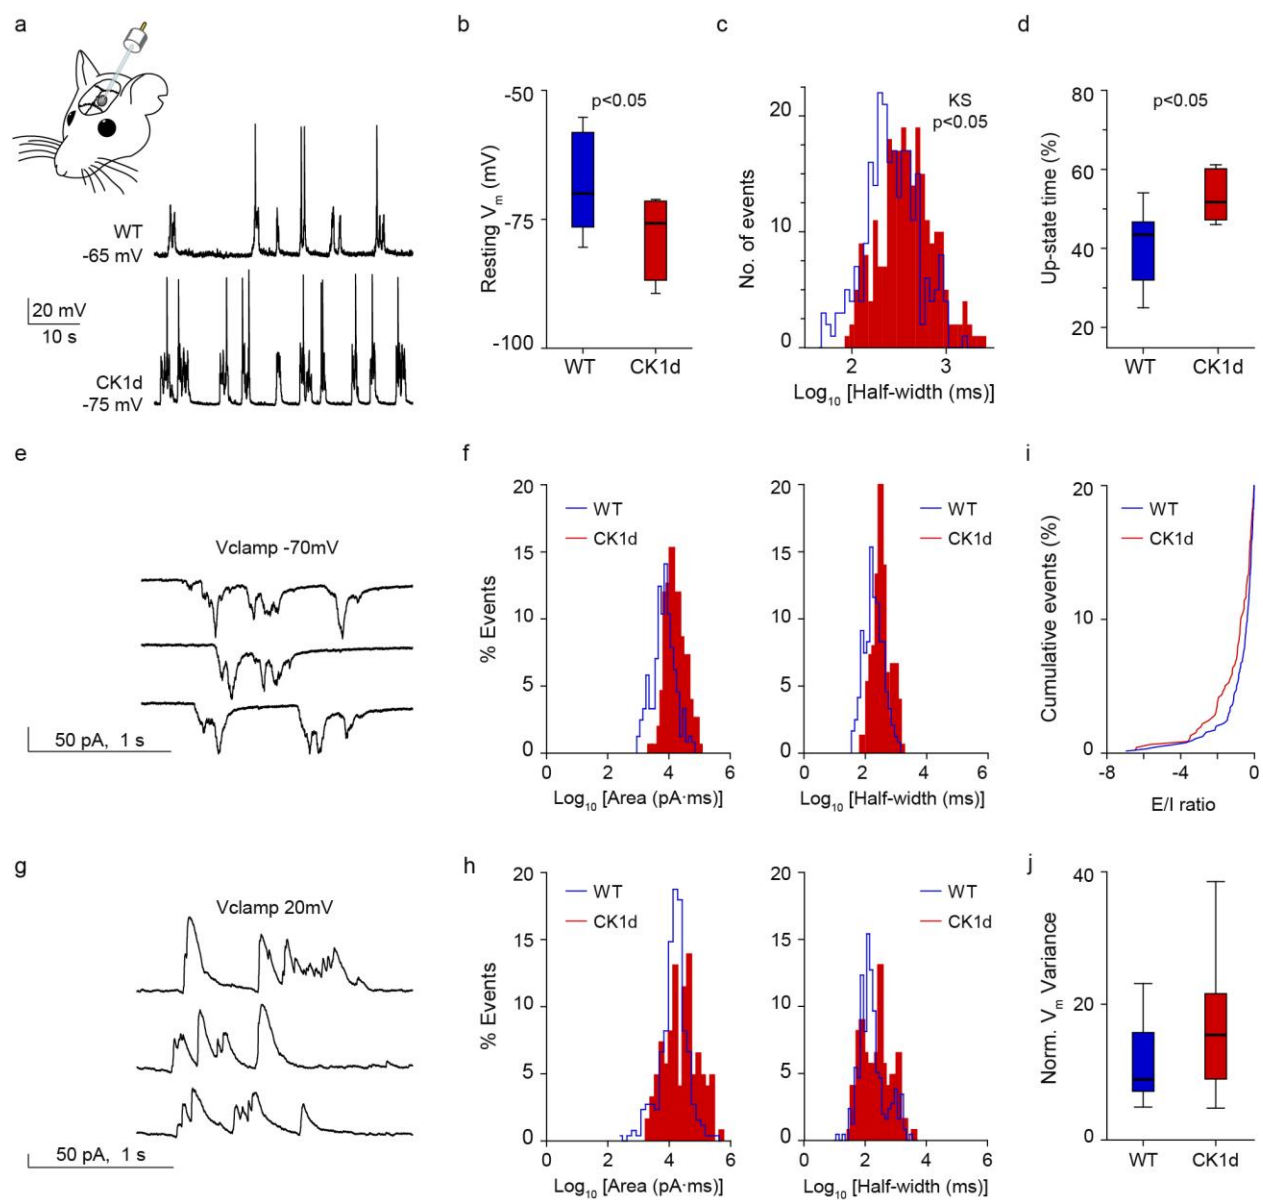 a
WT
-65 mV
20 mV
10 s
CK1d
-75 mV
b
-50
p<0.05
Resting Vm (mV)
-75
-100
WT CK1d
c
KS
p<0.05
20
No. of events
10
0
2 3
Log10 [Half-width (ms)]
d
80
p<0.05
60
Up-state time (%)
40
20
WT CK1d
e
Vclamp -70mV
50 pA, 1 s
f
20
WT
CK1d
15
% Events
10
5
0
0 2 4 6
Log10 [Area (pA·ms)]
20
WT
CK1d
15
10
5
0
0 2 4 6
Log10 [Half-width (ms)]
i
20
WT
CK1d
Cumulative events (%)
10
0
-8 -4 0
E/I ratio
g
Vclamp 20mV
50 pA, 1 s
h
20
WT
CK1d
15
% Events
10
5
0
0 2 4 6
Log10 [Area (pA·ms)]
20
WT
CK1d
15
10
5
0
0 2 4 6
Log10 [Half-width (ms)]
j
40
Norm. Vm Variance
20
0
WT CK1d